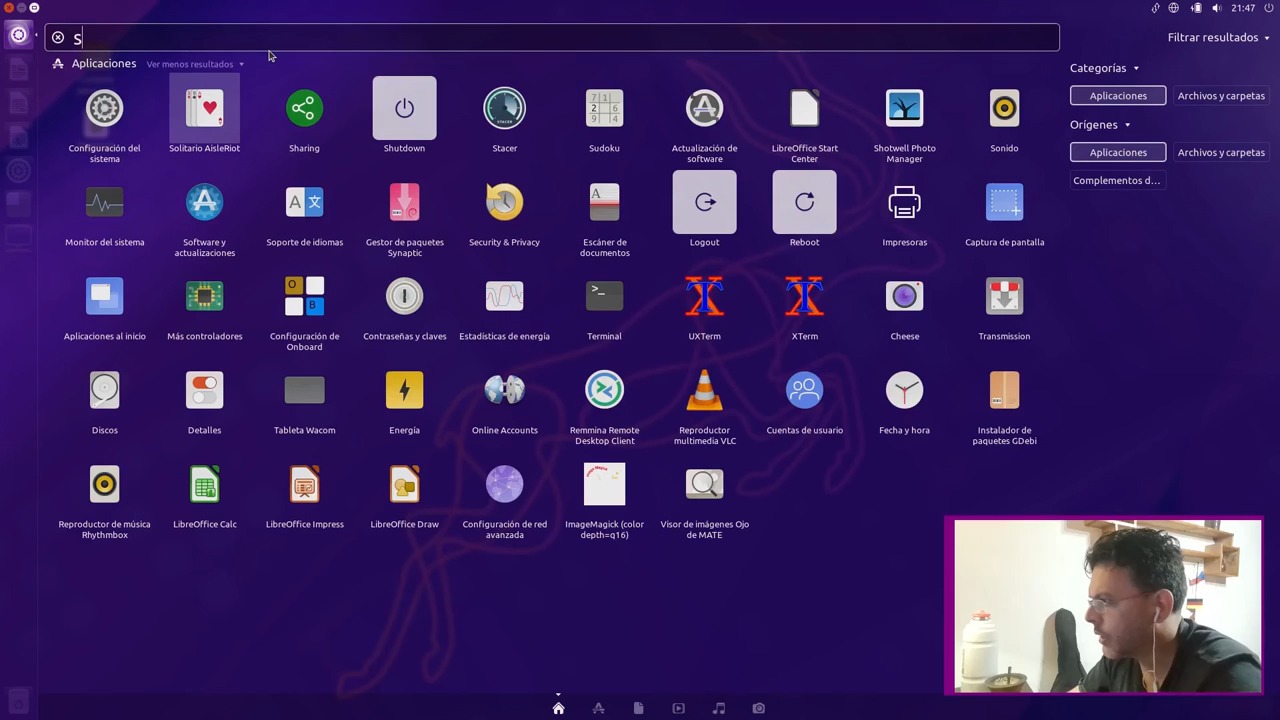 21:47
S
Filtrar resultados
Aplicaciones Ver menos resultados
Categorías
Aplicaciones Archivos y carpetas
Orígenes
Aplicaciones Archivos y carpetas
Complementos d...
Configuración del
sistema
Solitario AisleRiot
Sharing
Shutdown
Stacer
Sudoku
Actualización de
software
LibreOffice Start
Center
Shotwell Photo
Manager
Sonido
Monitor del sistema
Software y
actualizaciones
Soporte de idiomas
Gestor de paquetes
Synaptic
Security & Privacy
Escáner de
documentos
Logout
Reboot
Impresoras
Captura de pantalla
Aplicaciones al inicio
Más controladores
Configuración de
Onboard
Contraseñas y claves
Estadísticas de energía
Terminal
UXTerm
XTerm
Cheese
Transmission
Discos
Detalles
Tableta Wacom
Energía
Online Accounts
Remmina Remote
Desktop Client
Reproductor
multimedia VLC
Cuentas de usuario
Fecha y hora
Instalador de
paquetes GDebi
Reproductor de música
Rhythmbox
LibreOffice Calc
LibreOffice Impress
LibreOffice Draw
Configuración de red
avanzada
ImageMagick (color
depth=q16)
Visor de imágenes Ojo
de MATE